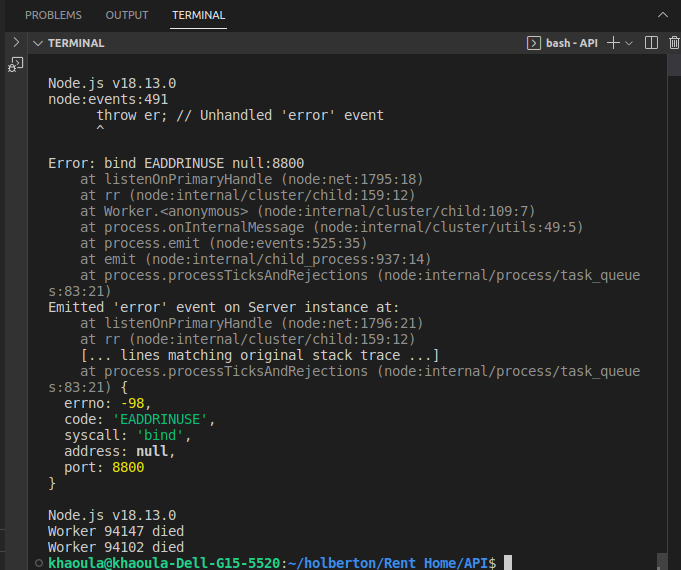 PROBLEMS OUTPUT TERMINAL
TERMINAL
bash - API
Node.js v18.13.0
node:events:491
throw er; // Unhandled 'error' event
^
Error: bind EADDRINUSE null:8800
at listenOnPrimaryHandle (node:net:1795:18)
at rr (node:internal/cluster/child:159:12)
at Worker.<anonymous> (node:internal/cluster/child:109:7)
at process.onInternalMessage (node:internal/cluster/utils:49:5)
at process.emit (node:events:525:35)
at emit (node:internal/child_process:937:14)
at process.processTicksAndRejections (node:internal/process/task_queue
s:83:21)
Emitted 'error' event on Server instance at:
at listenOnPrimaryHandle (node:net:1796:21)
at rr (node:internal/cluster/child:159:12)
[... lines matching original stack trace ...]
at process.processTicksAndRejections (node:internal/process/task_queue
s:83:21) {
errno: -98,
code: 'EADDRINUSE',
syscall: 'bind',
address: null,
port: 8800
}
Node.js v18.13.0
Worker 94147 died
Worker 94102 died
khaoula@khaoula-Dell-G15-5520:~/holberton/Rent_Home/API$